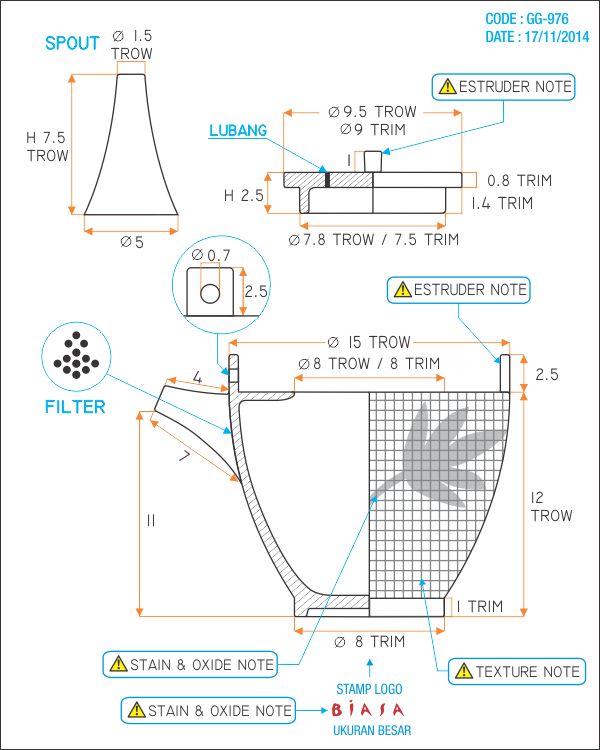 CODE : GG-976
DATE : 17/11/2014
SPOUT
Ø 1.5
TROW
H 7.5
TROW
Ø5
ESTRUDER NOTE
Ø9.5 TROW
Ø9 TRIM
LUBANG
1
H 2.5
0.8 TRIM
1.4 TRIM
Ø7.8 TROW / 7.5 TRIM
Ø0.7
2.5
ESTRUDER NOTE
Ø 15 TROW
Ø8 TROW / 8 TRIM
2.5
FILTER
4
7
11
12
TROW
1 TRIM
Ø 8 TRIM
STAIN & OXIDE NOTE
TEXTURE NOTE
STAMP LOGO
STAIN & OXIDE NOTE
BIASA
UKURAN BESAR